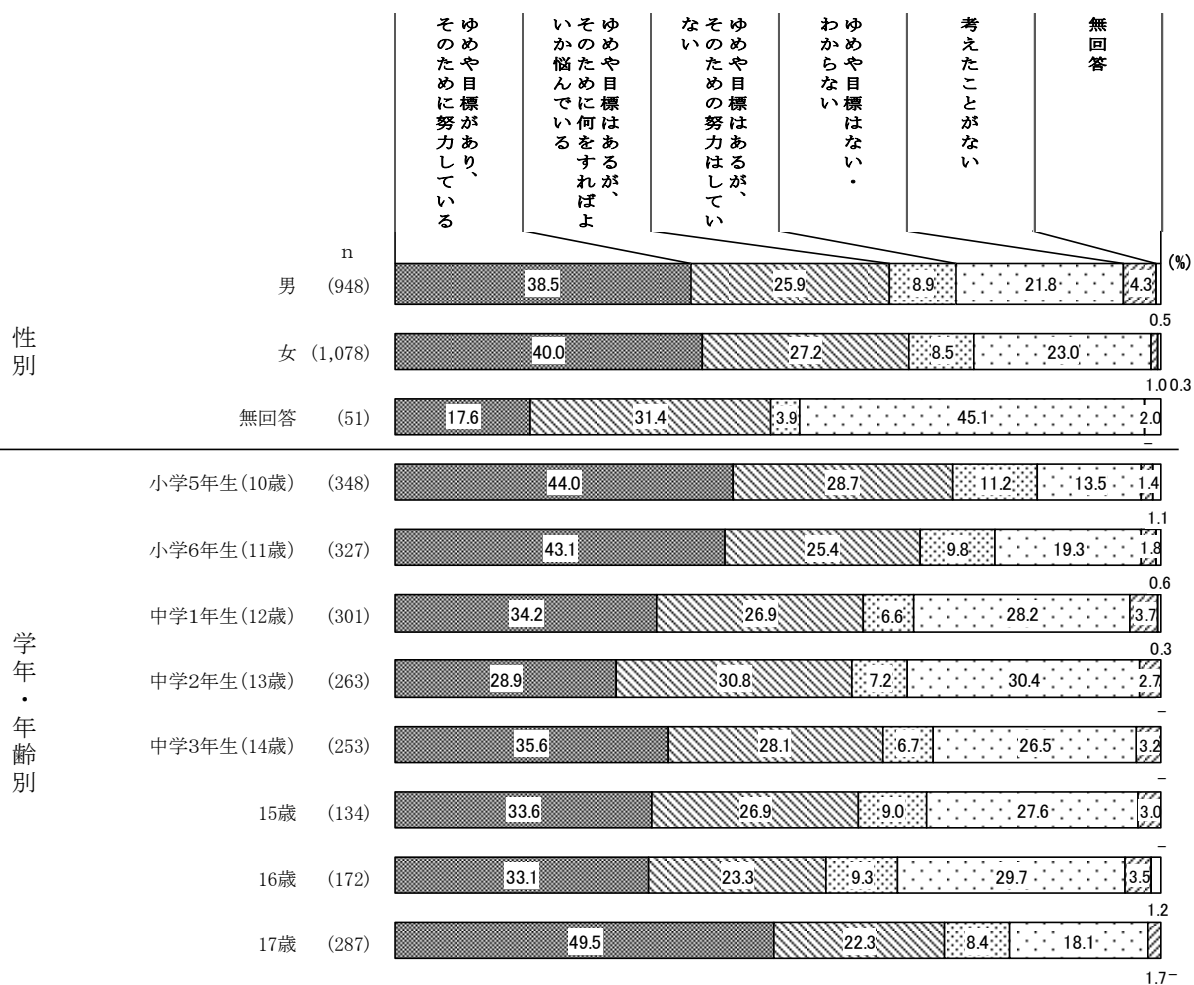 ゆめや目標があり、
そのために努力している
ゆめや目標はあるが、
そのために何をすればよ
いか悩んでいる
ゆめや目標はあるが、
そのための努力はしてい
ない
ゆめや目標はない・
わからない
考えたことがない
無回答
n
(%)
性別
男 (948) 38.5 25.9 8.9 21.8 4.3
0.5
女 (1,078) 40.0 27.2 8.5 23.0
1.0 0.3
無回答 (51) 17.6 31.4 3.9 45.1 2.0
-
-
学年・年齢別
小学5年生(10歳) (348) 44.0 28.7 11.2 13.5 1.4
1.1
小学6年生(11歳) (327) 43.1 25.4 9.8 19.3 1.8
0.6
中学1年生(12歳) (301) 34.2 26.9 6.6 28.2 3.7
0.3
中学2年生(13歳) (263) 28.9 30.8 7.2 30.4 2.7
-
中学3年生(14歳) (253) 35.6 28.1 6.7 26.5 3.2
-
15歳 (134) 33.6 26.9 9.0 27.6 3.0
-
16歳 (172) 33.1 23.3 9.3 29.7 3.5
1.2
17歳 (287) 49.5 22.3 8.4 18.1
1.7 -